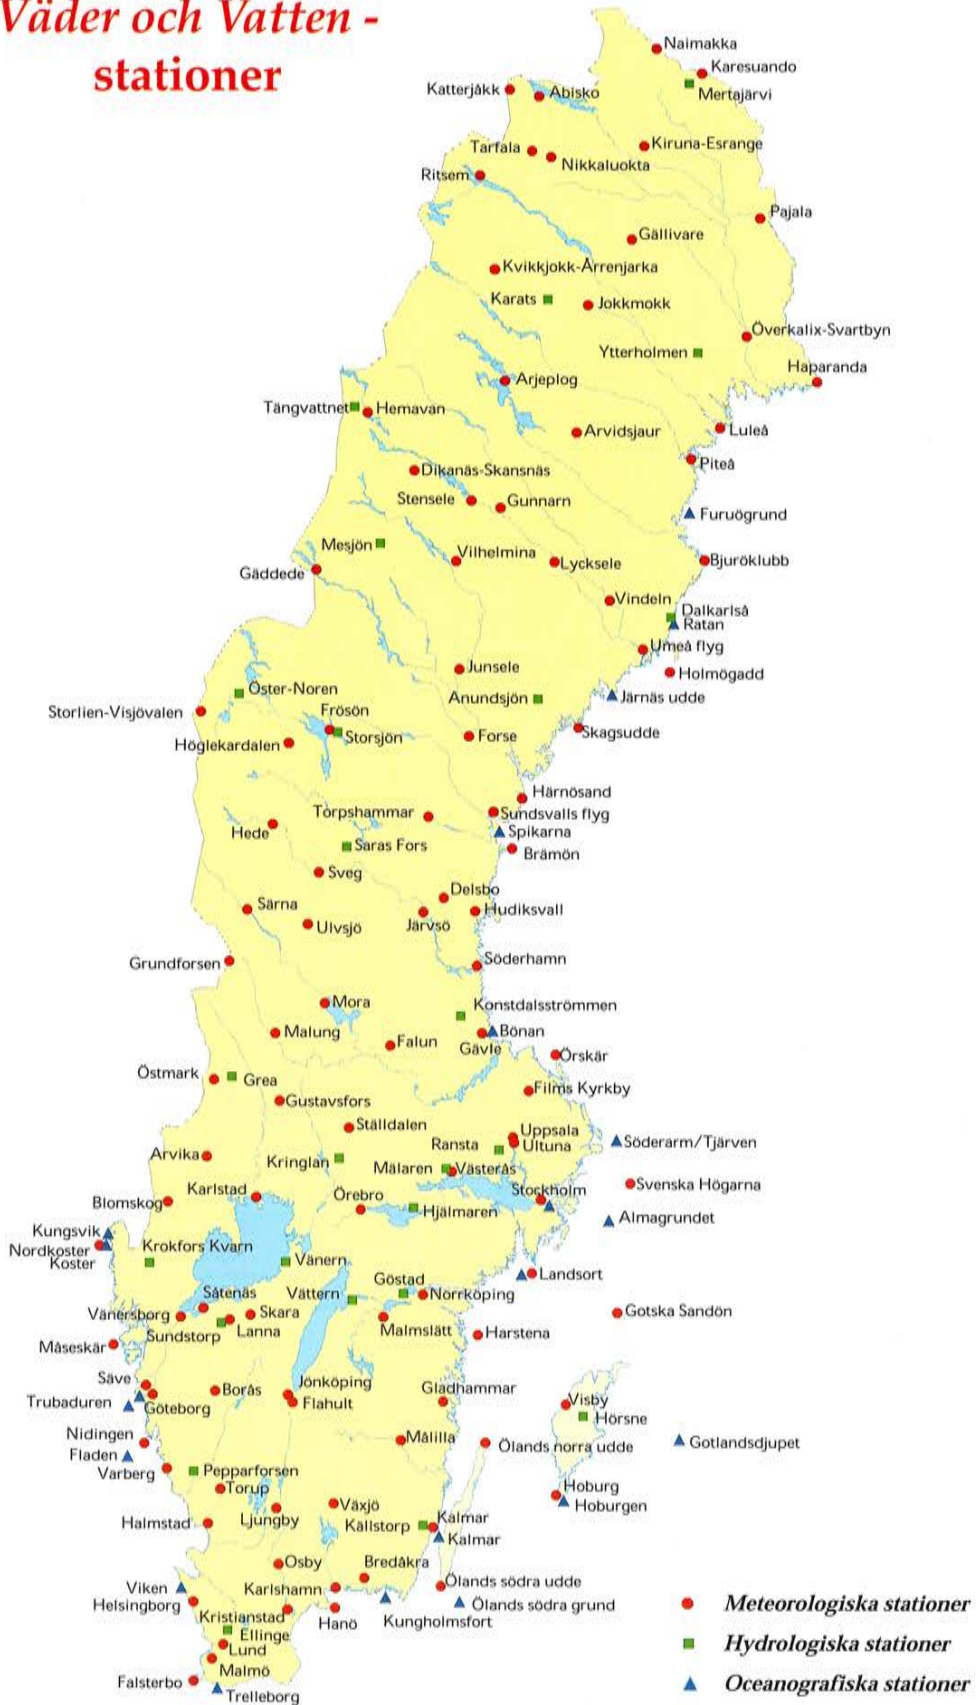 Väder och Vatten -
stationer
Naimakka
Karesuando
Katterjåkk
Abisko
Mertajärvi
Tarfala
Kiruna-Esrange
Nikkaluokta
Ritsem
Pajala
Gällivare
Kvikkjokk-Årrenjarka
Karats
Jokkmokk
Överkalix-Svartbyn
Ytterholmen
Haparanda
Arjeplog
Tängvattnet
Hemavan
Arvidsjaur
Luleå
Piteå
Dikanäs-Skansnäs
Stensele
Gunnarn
Furuögrund
Mesjön
Vilhelmina
Lycksele
Bjuröklubb
Gäddede
Vindeln
Dalkarlså
Ratan
Umeå flyg
Junsele
Holmögadd
Öster-Noren
Anundsjön
Järnäs udde
Storlien-Visjövalen
Frösön
Storsjön
Forse
Skagsudde
Höglekardalen
Härnösand
Torpshammar
Sundsvalls flyg
Hede
Spikarna
Saras Fors
Brämön
Sveg
Delsbo
Särna
Hudiksvall
Ulvsjö
Järvsö
Grundforsen
Söderhamn
Mora
Konstdalsströmmen
Malung
Bönan
Falun
Gävle
Örskär
Östmark
Grea
Films Kyrkby
Gustavsfors
Ställdalen
Uppsala
Ransta
Ultuna
Söderarm/Tjärven
Arvika
Kringlan
Mälaren
Västerås
Karlstad
Stockholm
Svenska Högarna
Blomskog
Örebro
Hjälmaren
Almagrundet
Kungsvik
Nordkoster
Krokfors Kvarn
Koster
Vänern
Göstad
Landsort
Såtenäs
Vättern
Norrköping
Vänersborg
Skara
Gotska Sandön
Sundstorp
Lanna
Malmslätt
Harstena
Måseskär
Säve
Jönköping
Borås
Gladhammar
Trubaduren
Göteborg
Flahult
Visby
Hörsne
Nidingen
Målilla
Ölands norra udde
Gotlandsdjupet
Fladen
Varberg
Pepparforsen
Torup
Hoburg
Hoburgen
Växjö
Halmstad
Ljungby
Källstorp
Kalmar
Kalmar
Osby
Bredåkra
Viken
Karlshamn
Ölands södra udde
Helsingborg
Ölands södra grund
Kristianstad
Hanö
Kungholmsfort
Ellinge
Lund
Malmö
Falsterbo
Trelleborg
Meteorologiska stationer
Hydrologiska stationer
Oceanografiska stationer